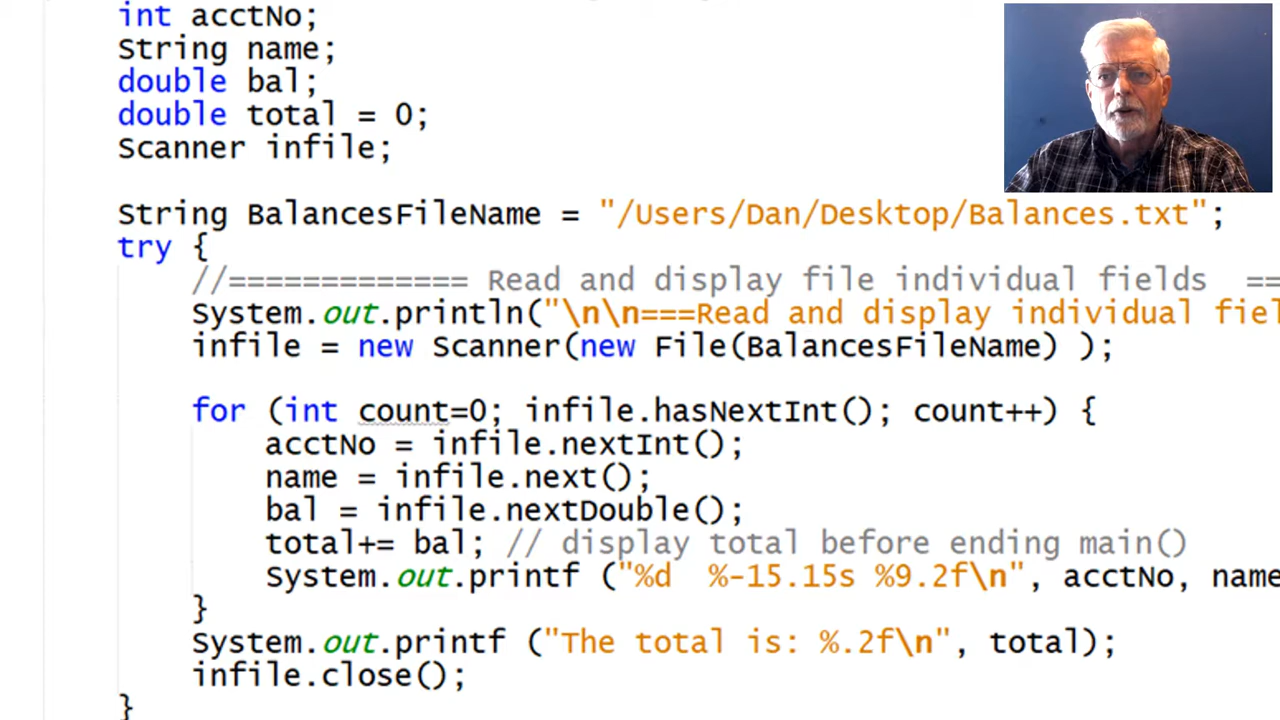 int acctNo;
String name;
double bal;
double total = 0;
Scanner infile;
String BalancesFileName = "/Users/Dan/Desktop/Balances.txt";
try {
//============= Read and display file individual fields ==
System.out.println("\n\n===Read and display individual fiel
infile = new Scanner(new File(BalancesFileName) );
for (int count=0; infile.hasNextInt(); count++) {
acctNo = infile.nextInt();
name = infile.next();
bal = infile.nextDouble();
total+= bal; // display total before ending main()
System.out.printf ("%d  %-15.15s %9.2f\n", acctNo, name
}
System.out.printf ("The total is: %.2f\n", total);
infile.close();
}